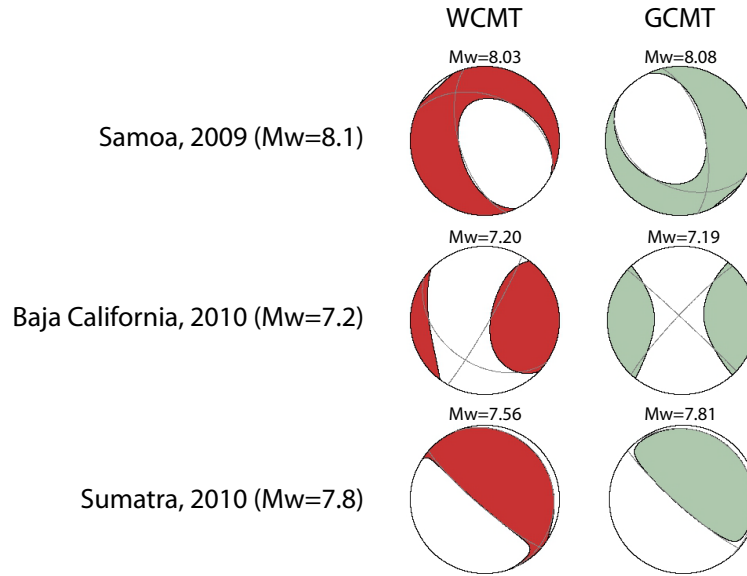 WCMT GCMT
Mw=8.03 Mw=8.08
Samoa, 2009 (Mw=8.1)
Mw=7.20 Mw=7.19
Baja California, 2010 (Mw=7.2)
Mw=7.56 Mw=7.81
Sumatra, 2010 (Mw=7.8)